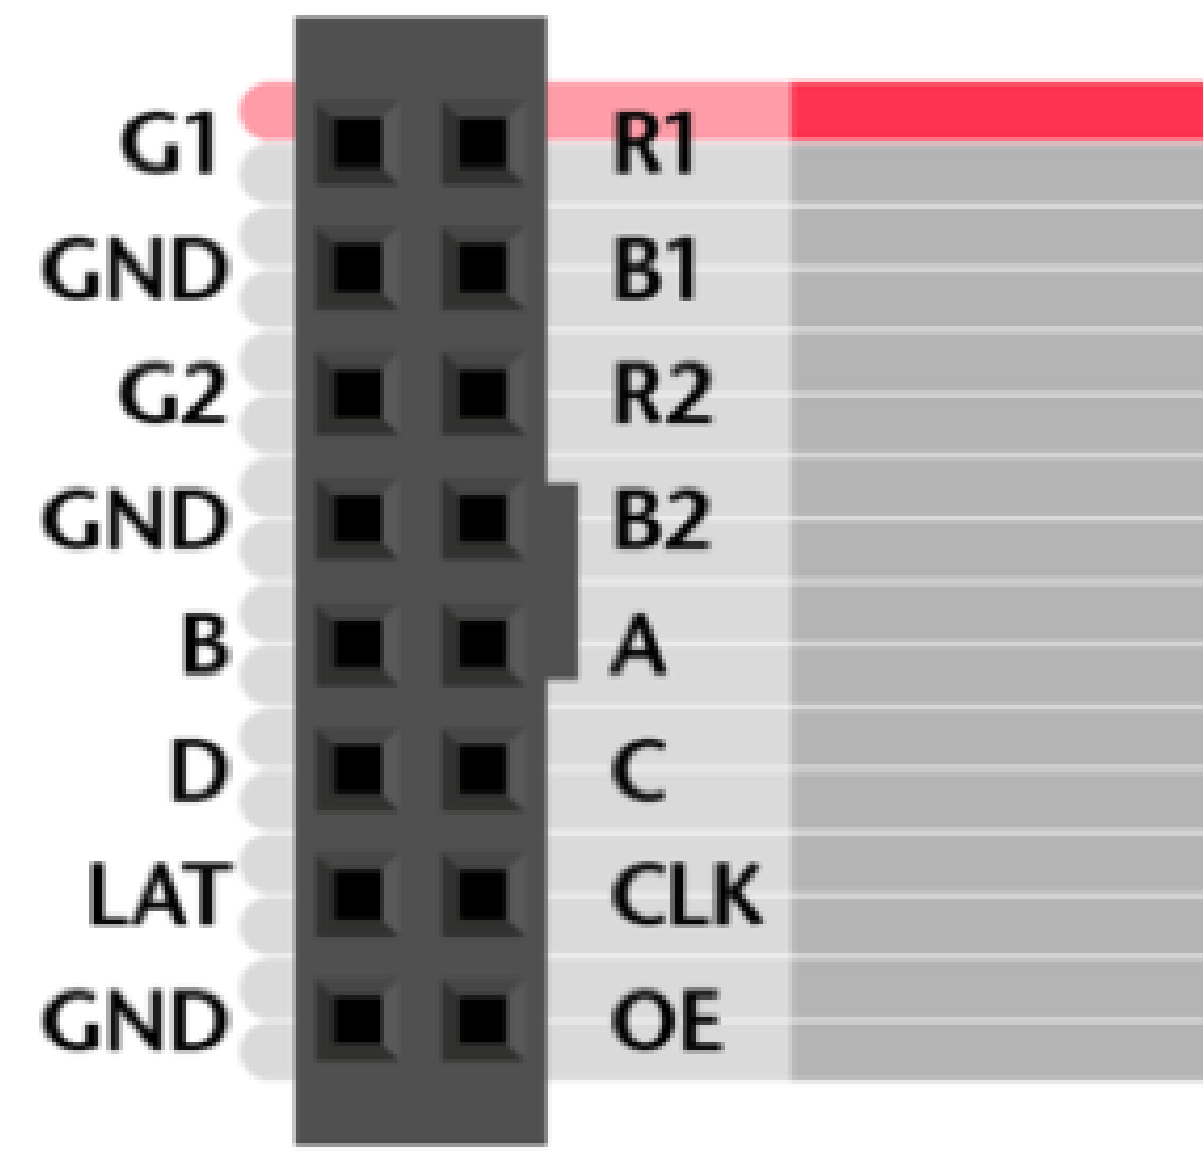 G1 R1
GND B1
G2 R2
GND B2
B A
D C
LAT CLK
GND OE